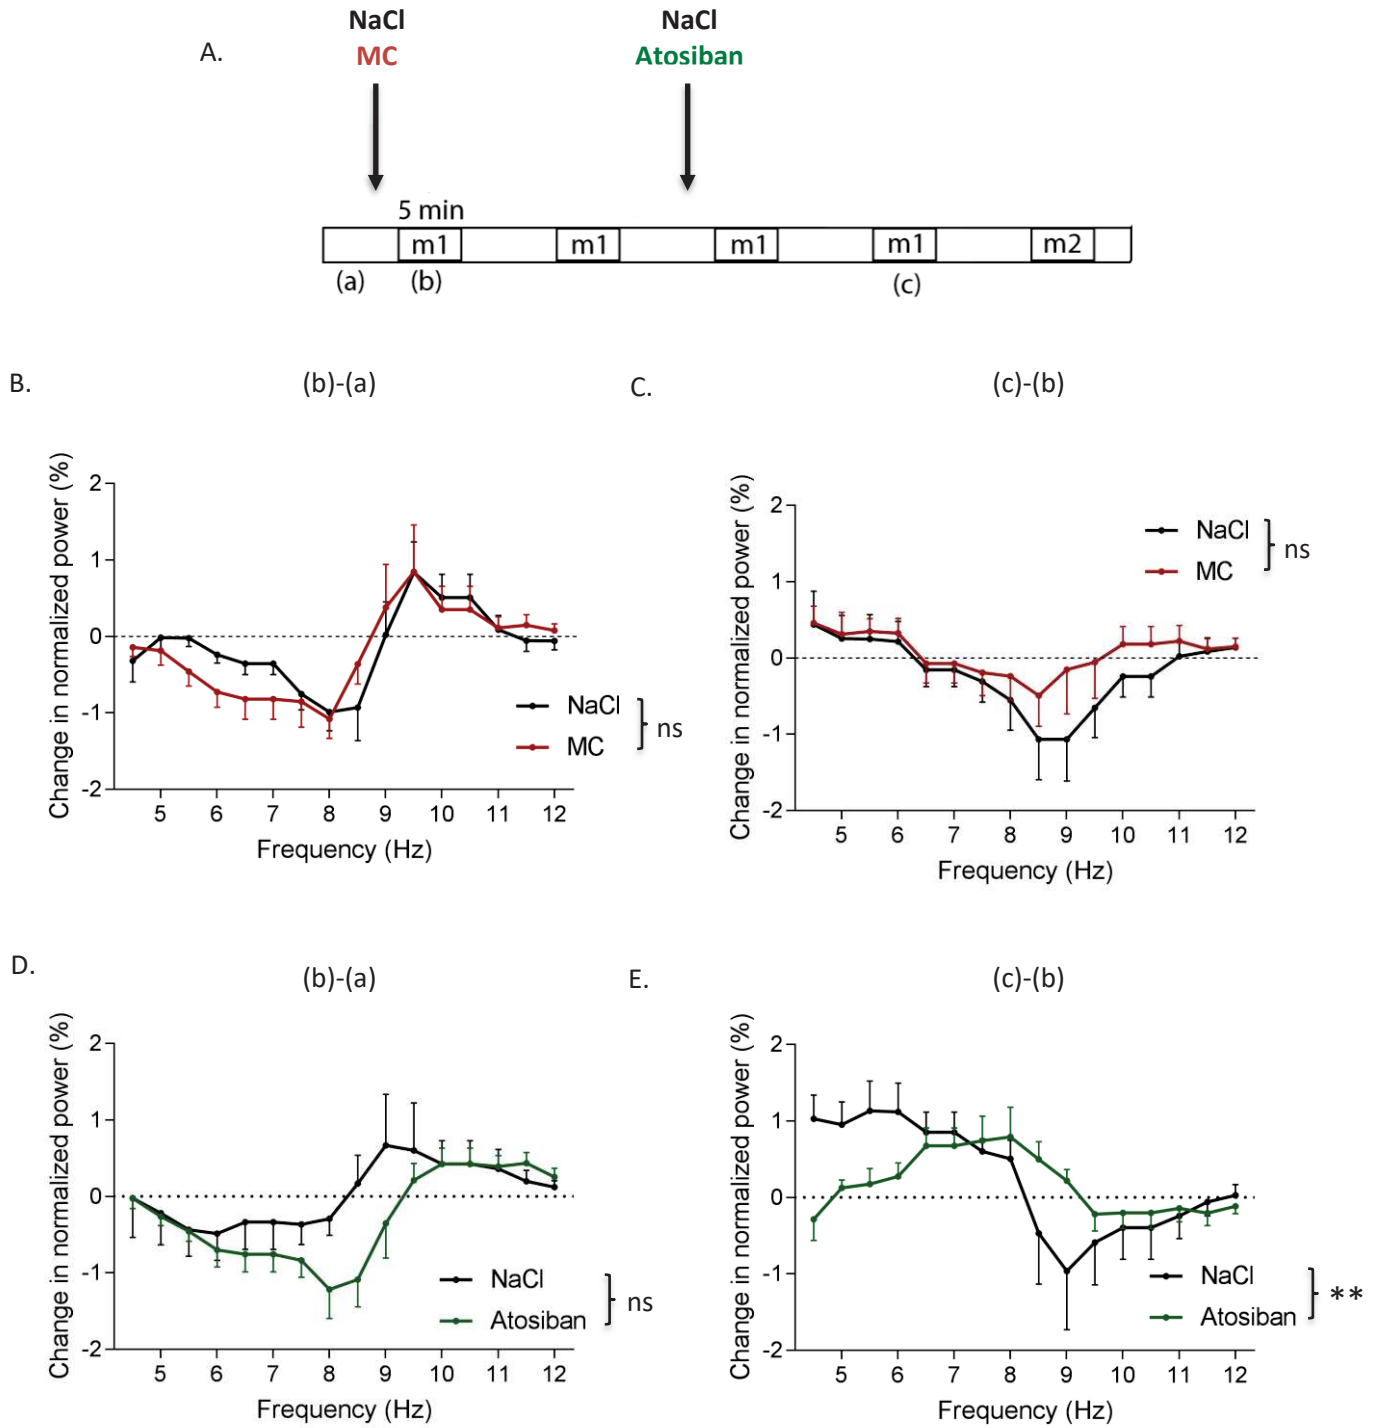 A.
NaCl
MC
NaCl
Atosiban
5 min
m1 m1 m1 m1 m2
(a) (b) (c)
B. (b)-(a)
Change in normalized power (%)
2
1
0
-1
-2
5 6 7 8 9 10 11 12
Frequency (Hz)
NaCl
MC
ns
C. (c)-(b)
Change in normalized power (%)
2
1
0
-1
-2
5 6 7 8 9 10 11 12
Frequency (Hz)
NaCl
MC
ns
D. (b)-(a)
Change in normalized power (%)
2
1
0
-1
-2
5 6 7 8 9 10 11 12
Frequency (Hz)
NaCl
Atosiban
ns
E. (c)-(b)
Change in normalized power (%)
2
1
0
-1
-2
5 6 7 8 9 10 11 12
Frequency (Hz)
NaCl
Atosiban
**